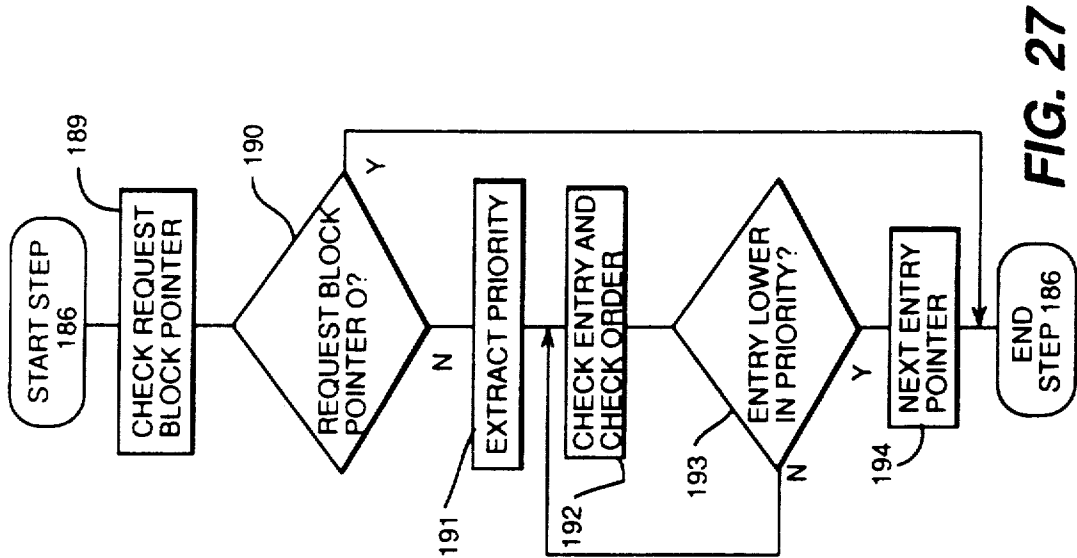 START STEP
186
189
CHECK REQUEST
BLOCK POINTER
190
REQUEST BLOCK
POINTER O?
Y
N
191
EXTRACT PRIORITY
192
CHECK ENTRY AND
CHECK ORDER
193
ENTRY LOWER
IN PRIORITY?
N
Y
194
NEXT ENTRY
POINTER
END
STEP 186
FIG. 27